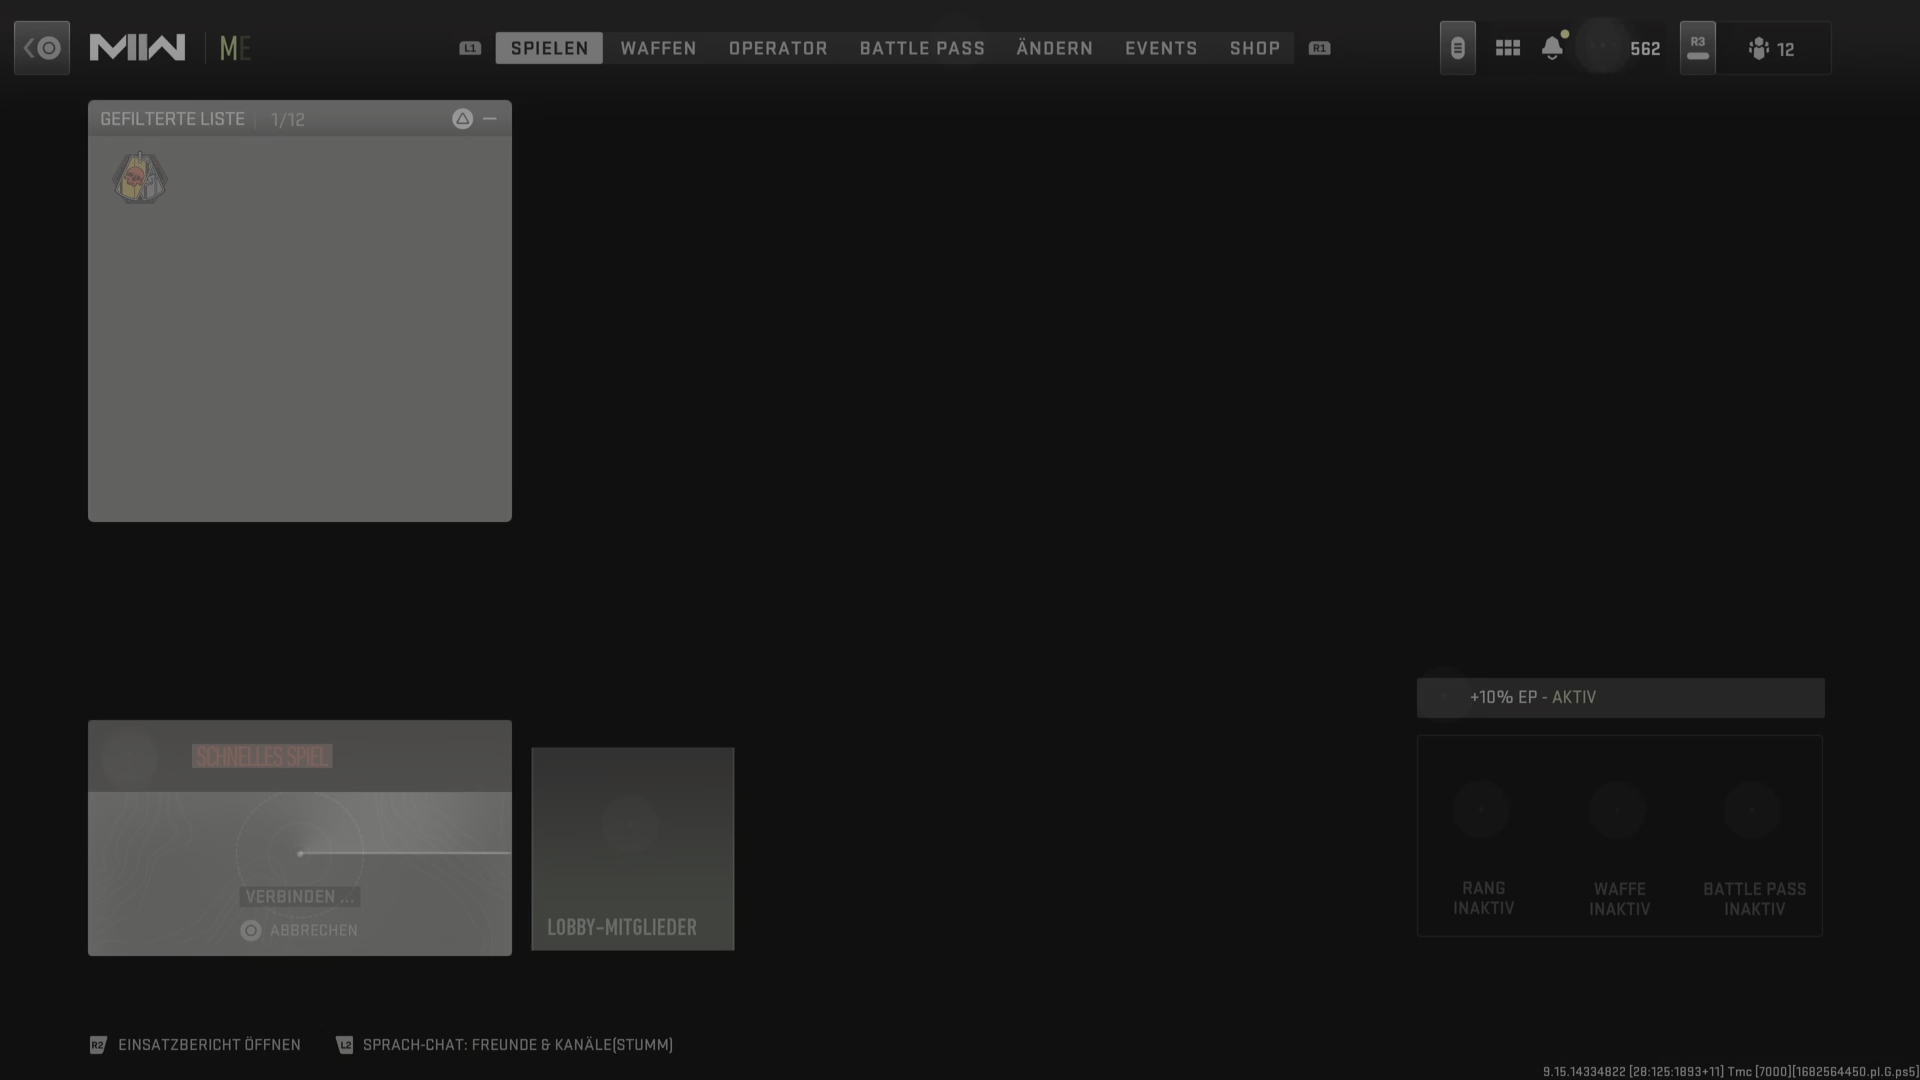 MW ME
L1 SPIELEN WAFFEN OPERATOR BATTLE PASS ÄNDERN EVENTS SHOP R1
562 R3 12
GEFILTERTE LISTE 1/12
+10% EP - AKTIV
SCHNELLES SPIEL
VERBINDEN ...
ABBRECHEN
LOBBY-MITGLIEDER
RANG
INAKTIV
WAFFE
INAKTIV
BATTLE PASS
INAKTIV
R2 EINSATZBERICHT ÖFFNEN L2 SPRACH-CHAT: FREUNDE & KANÄLE(STUMM)
9.15.14334822 [28:125:1893+11] Tmc [7000][1682564450.pl.G.ps5]